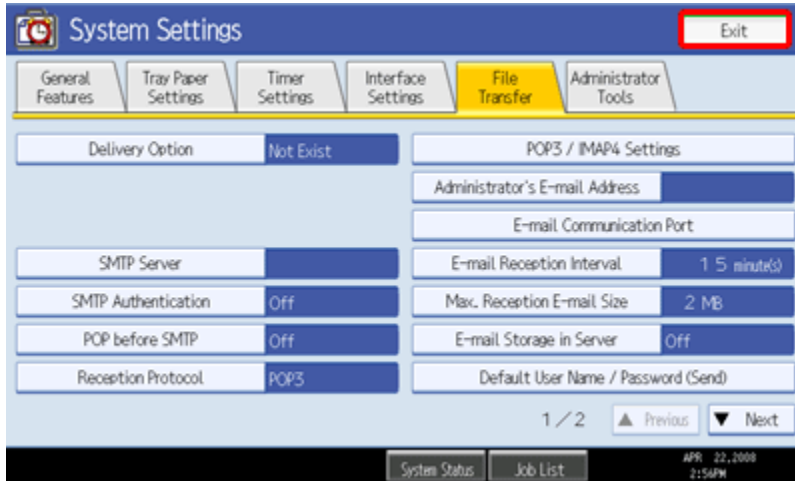 System Settings
Exit
General
Features
Tray Paper
Settings
Timer
Settings
Interface
Settings
File
Transfer
Administrator
Tools
Delivery Option
Not Exist
POP3 / IMAP4 Settings
Administrator's E-mail Address
E-mail Communication Port
SMTP Server
E-mail Reception Interval
15 minute(s)
SMTP Authentication
Off
Max. Reception E-mail Size
2 MB
POP before SMTP
Off
E-mail Storage in Server
Off
Reception Protocol
POP3
Default User Name / Password (Send)
1/2
▲ Previous
▼ Next
System Status
Job List
APR 22,2008
2:56PM